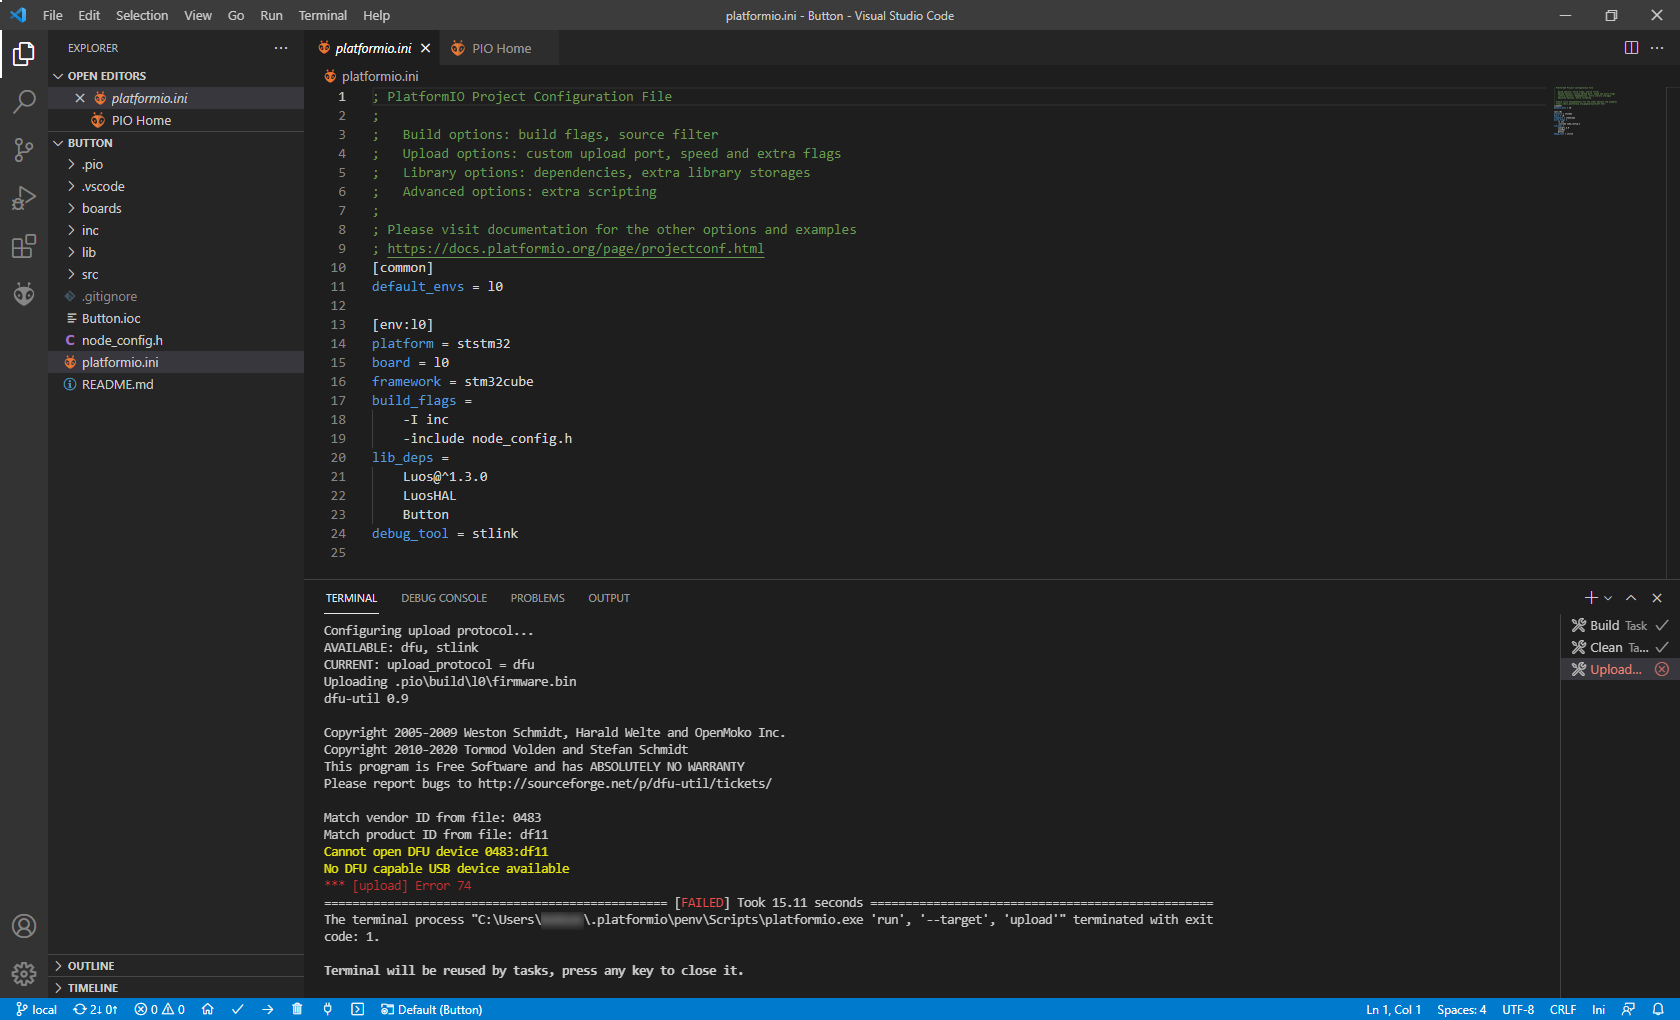 File Edit Selection View Go Run Terminal Help
platformio.ini - Button - Visual Studio Code
EXPLORER
OPEN EDITORS
platformio.ini
PIO Home
BUTTON
.pio
.vscode
boards
inc
lib
src
.gitignore
Button.ioc
C node_config.h
platformio.ini
README.md
OUTLINE
TIMELINE
platformio.ini PIO Home
platformio.ini
1 ; PlatformIO Project Configuration File
2 ;
3 ;   Build options: build flags, source filter
4 ;   Upload options: custom upload port, speed and extra flags
5 ;   Library options: dependencies, extra library storages
6 ;   Advanced options: extra scripting
7 ;
8 ; Please visit documentation for the other options and examples
9 ; https://docs.platformio.org/page/projectconf.html
10 [common]
11 default_envs = l0
12
13 [env:l0]
14 platform = ststm32
15 board = l0
16 framework = stm32cube
17 build_flags =
18     -I inc
19     -include node_config.h
20 lib_deps =
21     Luos@^1.3.0
22     LuosHAL
23     Button
24 debug_tool = stlink
25
TERMINAL DEBUG CONSOLE PROBLEMS OUTPUT
Configuring upload protocol...
AVAILABLE: dfu, stlink
CURRENT: upload_protocol = dfu
Uploading .pio\build\l0\firmware.bin
dfu-util 0.9
Copyright 2005-2009 Weston Schmidt, Harald Welte and OpenMoko Inc.
Copyright 2010-2020 Tormod Volden and Stefan Schmidt
This program is Free Software and has ABSOLUTELY NO WARRANTY
Please report bugs to http://sourceforge.net/p/dfu-util/tickets/
Match vendor ID from file: 0483
Match product ID from file: df11
Cannot open DFU device 0483:df11
No DFU capable USB device available
*** [upload] Error 74
================================================= [FAILED] Took 15.11 seconds =================================================
The terminal process "C:\Users\ \.platformio\penv\Scripts\platformio.exe 'run', '--target', 'upload'" terminated with exit
code: 1.
Terminal will be reused by tasks, press any key to close it.
Build Task
Clean Ta...
Upload...
local 2↓ 0↑ 0 0 Default (Button) Ln 1, Col 1 Spaces: 4 UTF-8 CRLF Ini